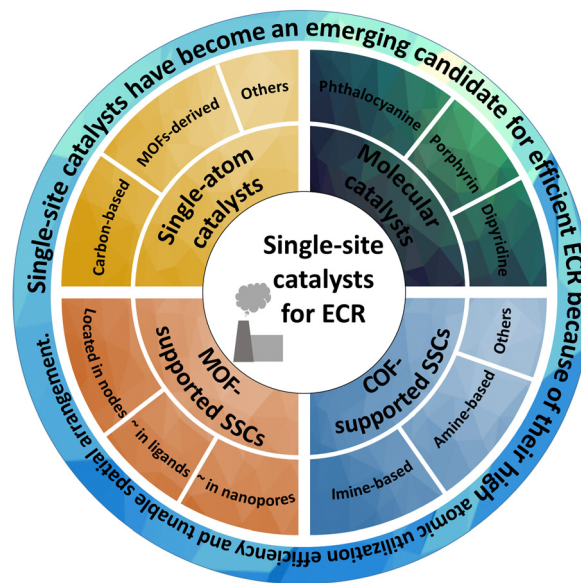 Single-site catalysts have become an emerging candidate for efficient ECR because of their high atomic utilization efficiency and tunable spatial arrangement.
Single-site
catalysts
for ECR
Single-atom
catalysts
Carbon-based
MOFs-derived
Others
Molecular
catalysts
Phthalocyanine
Porphyrin
Dipyridine
COF-
supported SSCs
Others
Amine-based
Imine-based
MOF-
supported SSCs
Located in nodes
~ in ligands
~ in nanopores